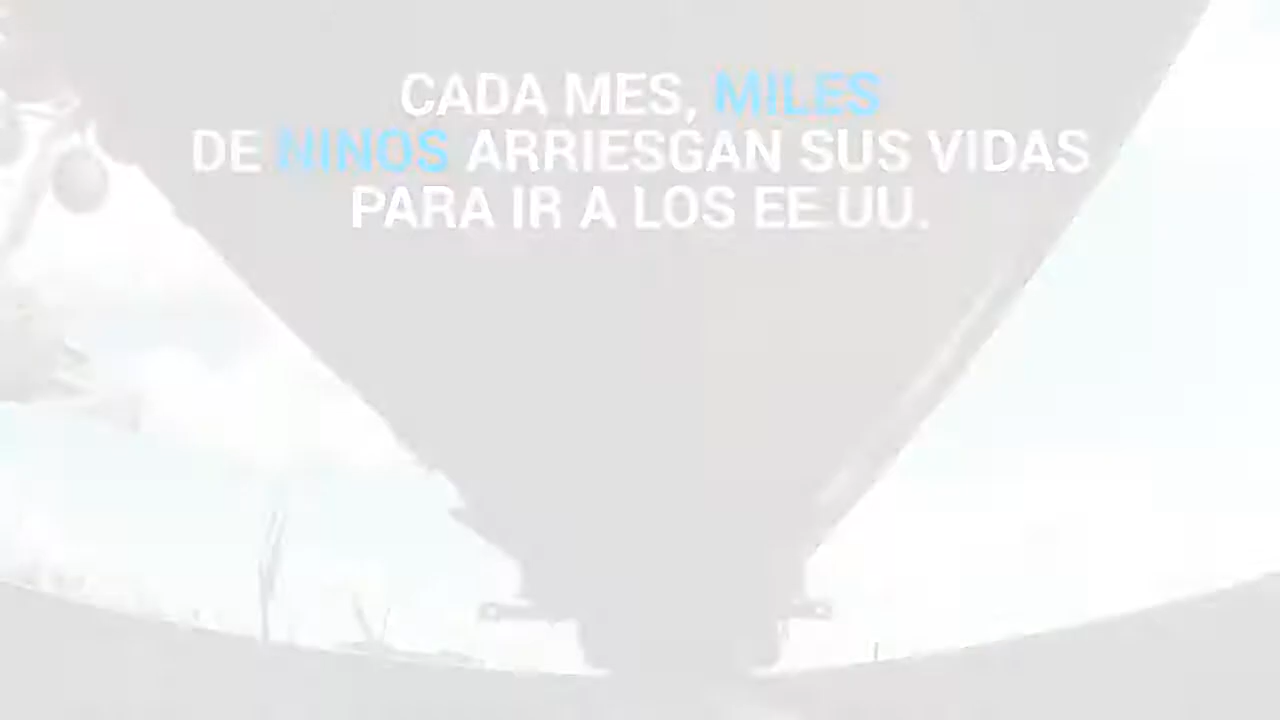 CADA MES, MILES
DE NINOS ARRIESGAN SUS VIDAS
PARA IR A LOS EE.UU.